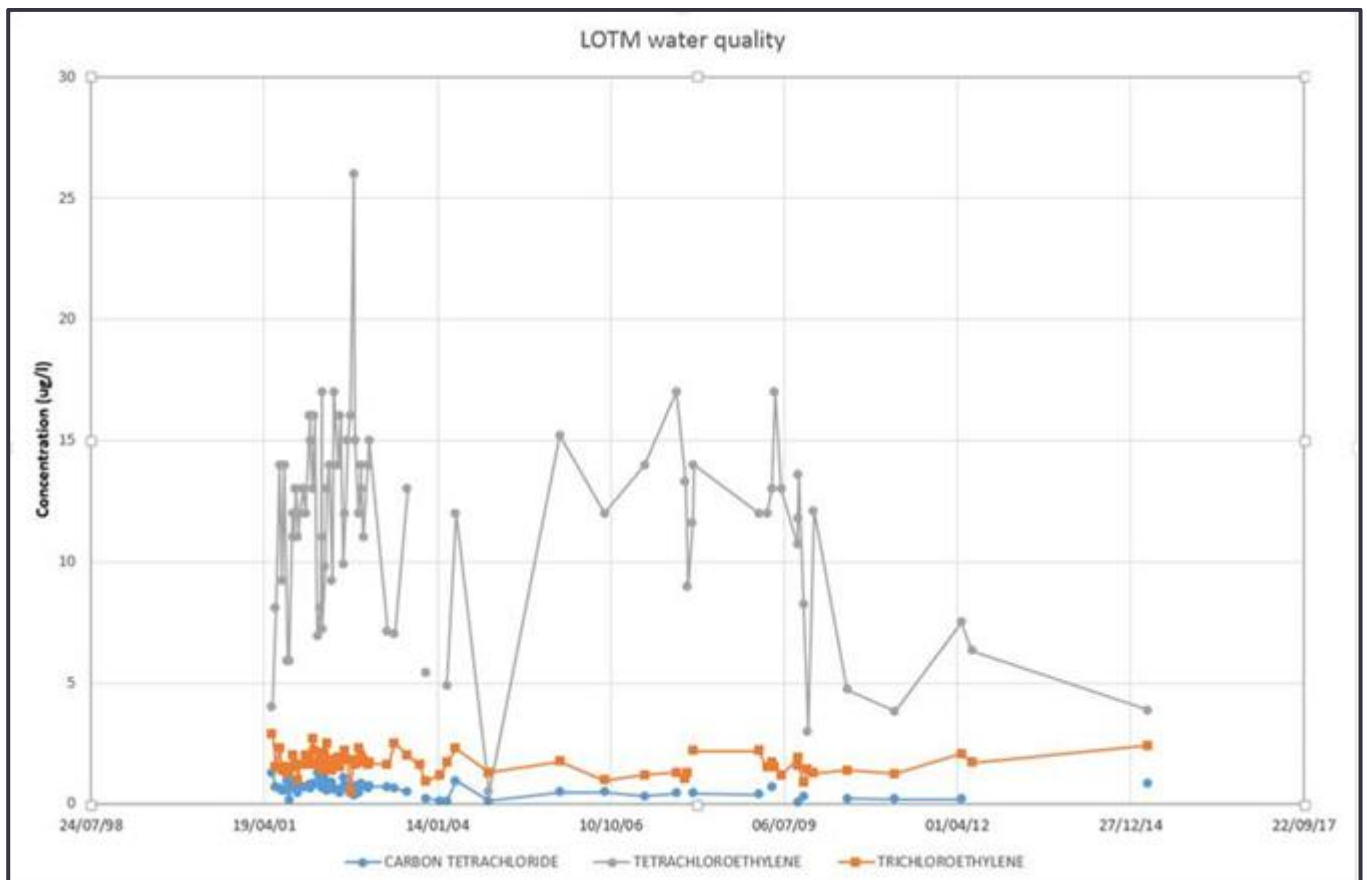 LOTM water quality
30
25
20
15
10
5
0
Concentration (ug/l)
24/07/98 19/04/01 14/01/04 10/10/06 06/07/09 01/04/12 27/12/14 22/09/17
CARBON TETRACHLORIDE TETRACHLOROETHYLENE TRICHLOROETHYLENE